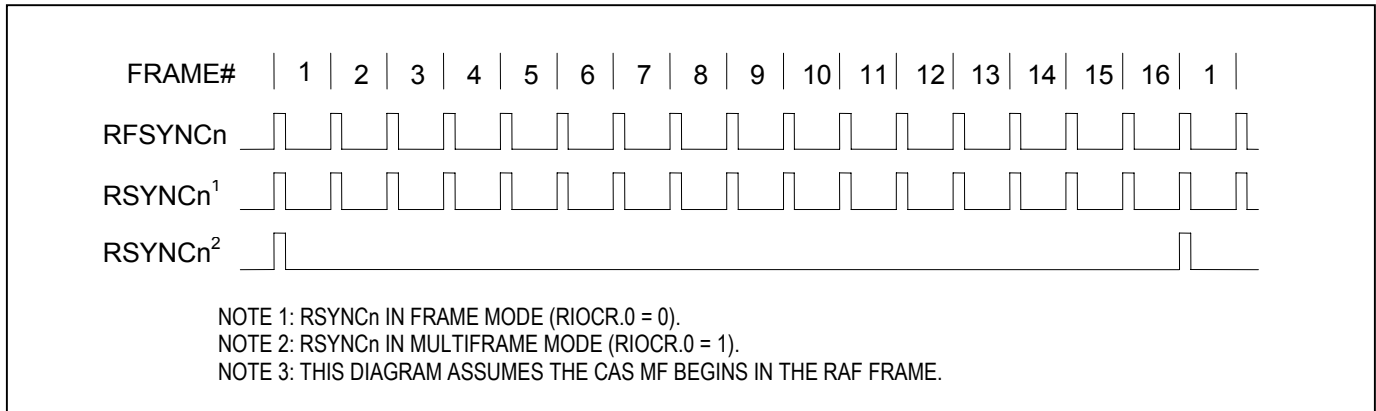 FRAME# 1 2 3 4 5 6 7 8 9 10 11 12 13 14 15 16 1
RFSYNCn
RSYNCn¹
RSYNCn²
NOTE 1: RSYNCn IN FRAME MODE (RIOCR.0 = 0).
NOTE 2: RSYNCn IN MULTIFRAME MODE (RIOCR.0 = 1).
NOTE 3: THIS DIAGRAM ASSUMES THE CAS MF BEGINS IN THE RAF FRAME.